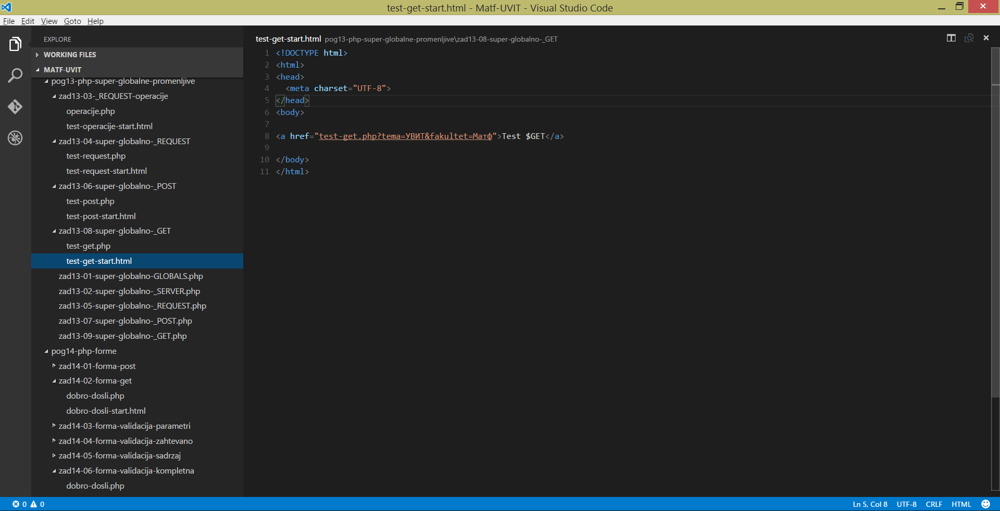 test-get-start.html - Matf-UVIT - Visual Studio Code
File Edit View Goto Help
EXPLORE
WORKING FILES
MATF-UVIT
pog13-php-super-globalne-promenljive
zad13-03-_REQUEST-operacije
operacije.php
test-operacije-start.html
zad13-04-super-globalno-_REQUEST
test-request.php
test-request-start.html
zad13-06-super-globalno-_POST
test-post.php
test-post-start.html
zad13-08-super-globalno-_GET
test-get.php
test-get-start.html
zad13-01-super-globalno-GLOBALS.php
zad13-02-super-globalno-_SERVER.php
zad13-05-super-globalno-_REQUEST.php
zad13-07-super-globalno-_POST.php
zad13-09-super-globalno-_GET.php
pog14-php-forme
zad14-01-forma-post
zad14-02-forma-get
dobro-dosli.php
dobro-dosli-start.html
zad14-03-forma-validacija-parametri
zad14-04-forma-validacija-zahtevano
zad14-05-forma-validacija-sadrzaj
zad14-06-forma-validacija-kompletna
dobro-dosli.php
test-get-start.html pog13-php-super-globalne-promenljive\zad13-08-super-globalno-_GET
1 <!DOCTYPE html>
2 <html>
3 <head>
4 <meta charset="UTF-8">
5 </head>
6 <body>
7
8 <a href="test-get.php?tema=УВИТ&fakultet=Матф">Test $GET</a>
9
10 </body>
11 </html>
0 0
Ln 5, Col 8 UTF-8 CRLF HTML